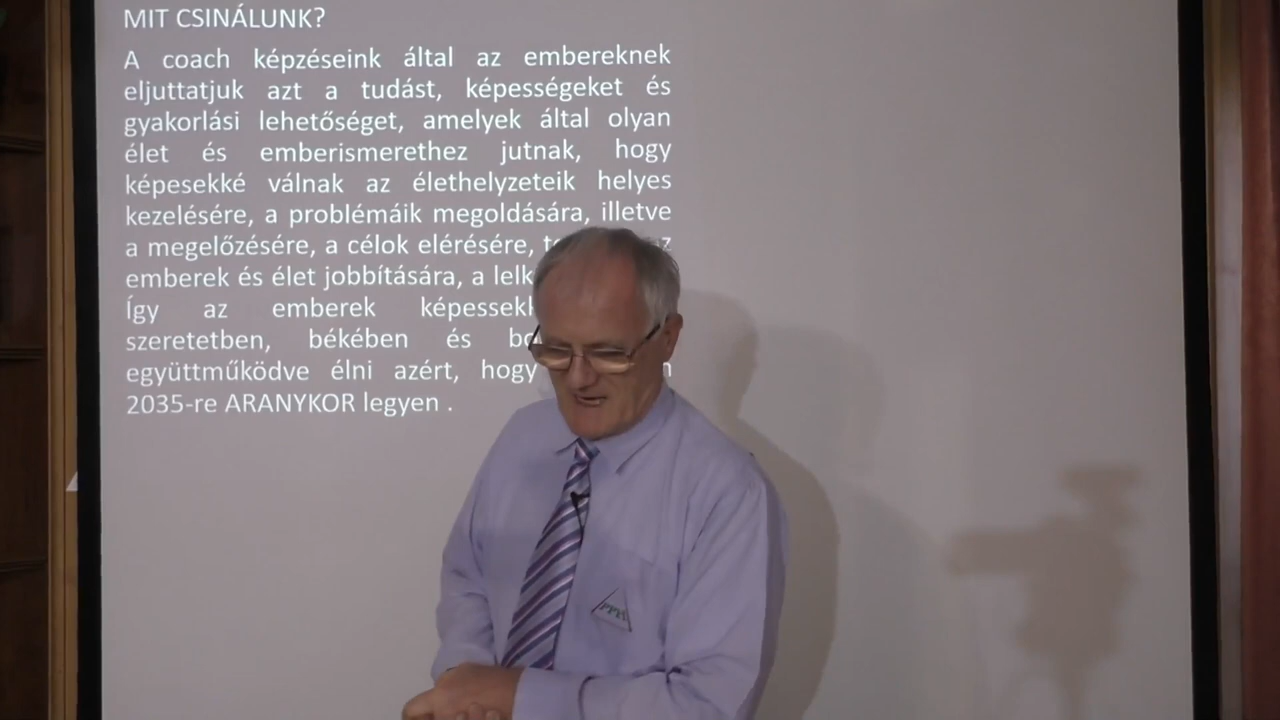 MIT CSINÁLUNK?
A coach képzéseink által az embereknek
eljuttatjuk azt a tudást, képességeket és
gyakorlási lehetőséget, amelyek által olyan
élet és emberismerethez jutnak, hogy
képesekké válnak az élethelyzeteik helyes
kezelésére, a problémáik megoldására, illetve
a megelőzésére, a célok elérésére,
emberek és élet jobbítására, a
Így az emberek
szeretetben, békében és
együttműködve élni azért, hogy
2035-re ARANYKOR legyen .